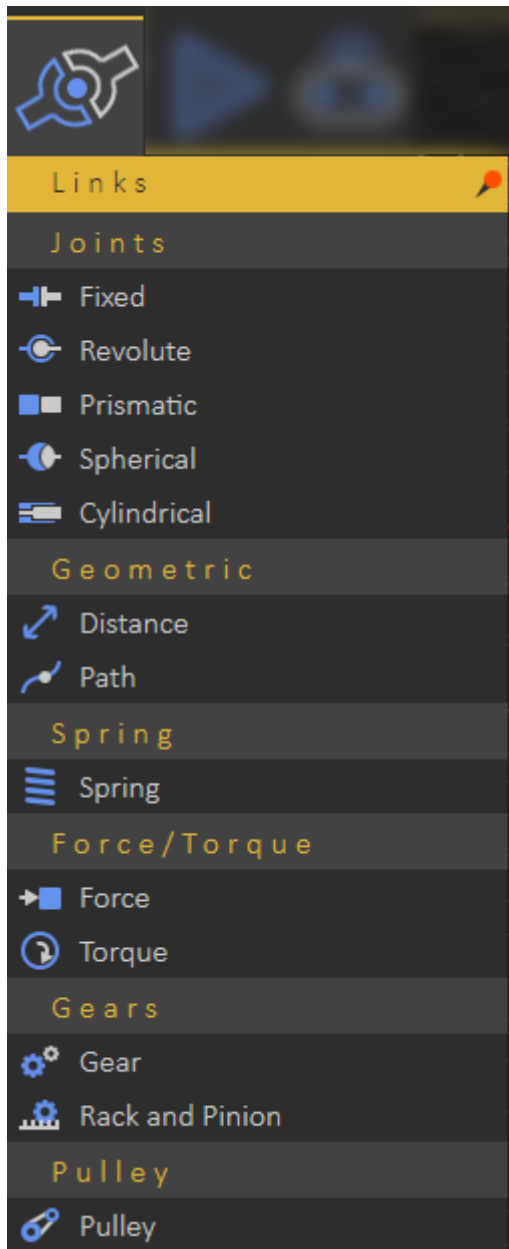 Links
Joints
Fixed
Revolute
Prismatic
Spherical
Cylindrical
Geometric
Distance
Path
Spring
Spring
Force/Torque
Force
Torque
Gears
Gear
Rack and Pinion
Pulley
Pulley